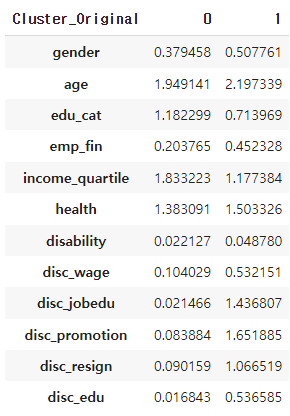 Cluster_Original 0 1
gender 0.379458 0.507761
age 1.949141 2.197339
edu_cat 1.182299 0.713969
emp_fin 0.203765 0.452328
income_quartile 1.833223 1.177384
health 1.383091 1.503326
disability 0.022127 0.048780
disc_wage 0.104029 0.532151
disc_jobedu 0.021466 1.436807
disc_promotion 0.083884 1.651885
disc_resign 0.090159 1.066519
disc_edu 0.016843 0.536585